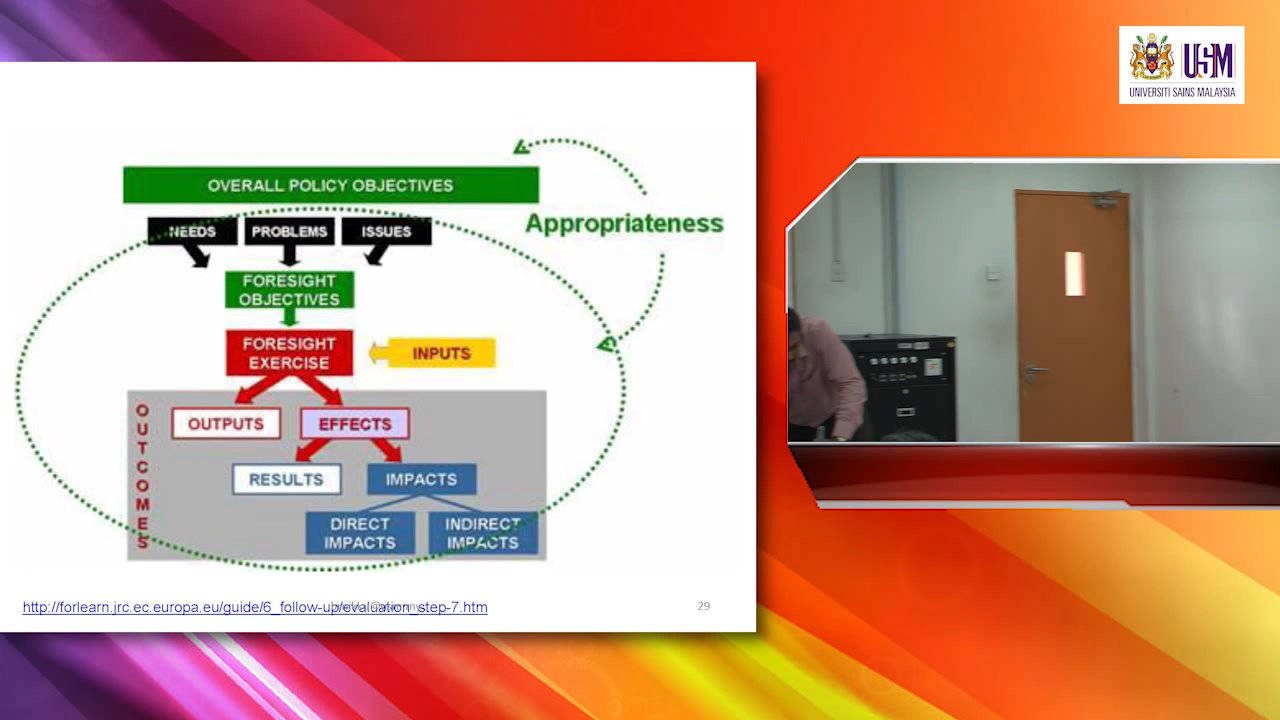 USM
UNIVERSITI SAINS MALAYSIA
OVERALL POLICY OBJECTIVES
Appropriateness
NEEDS
PROBLEMS
ISSUES
FORESIGHT
OBJECTIVES
FORESIGHT
EXERCISE
INPUTS
OUTCOMES
OUTPUTS
EFFECTS
RESULTS
IMPACTS
DIRECT
IMPACTS
INDIRECT
IMPACTS
http://forlearn.jrc.ec.europa.eu/guide/6_follow-up/evaluation_step-7.htm
29